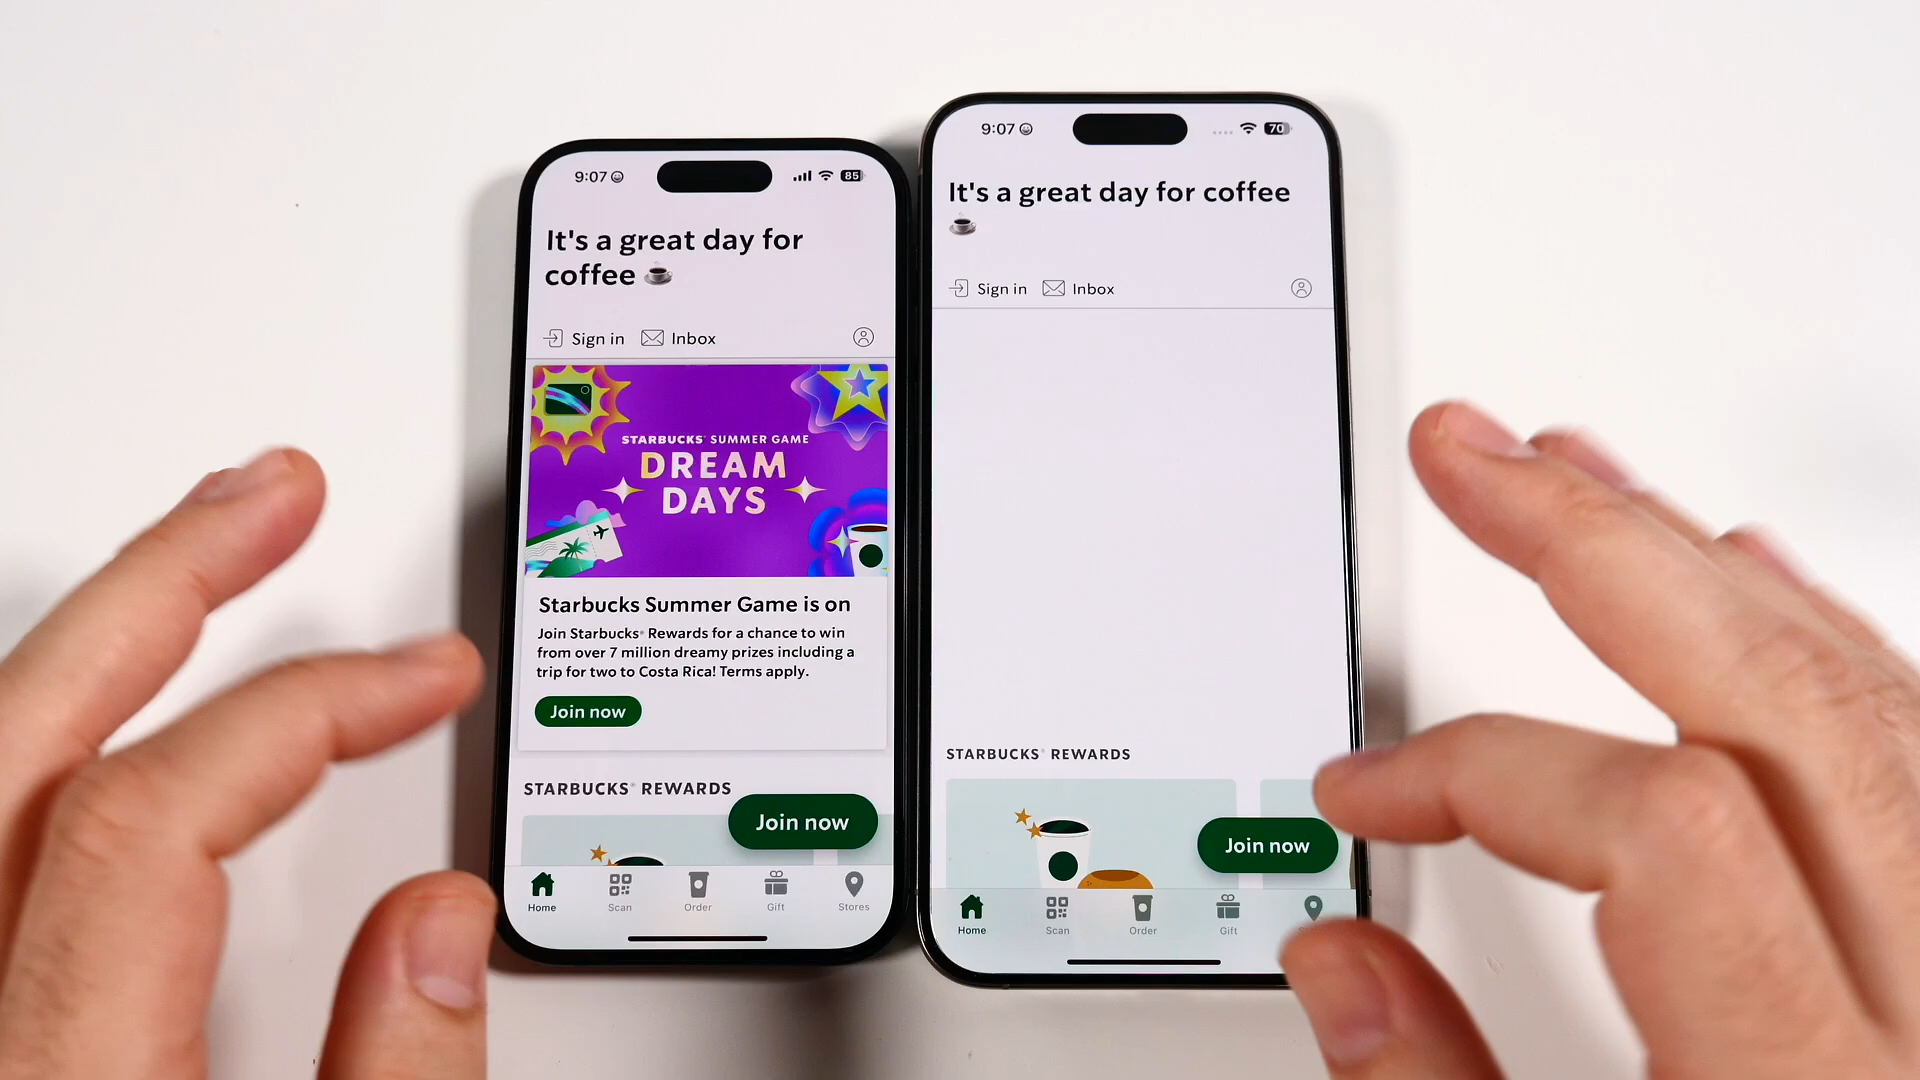 9:07
85
It's a great day for
coffee
Sign in
Inbox
STARBUCKS® SUMMER GAME
DREAM
DAYS
Starbucks Summer Game is on
Join Starbucks® Rewards for a chance to win
from over 7 million dreamy prizes including a
trip for two to Costa Rica! Terms apply.
Join now
STARBUCKS® REWARDS
Join now
Home
Scan
Order
Gift
Stores
9:07
70
It's a great day for coffee
Sign in
Inbox
STARBUCKS® REWARDS
Join now
Home
Scan
Order
Gift